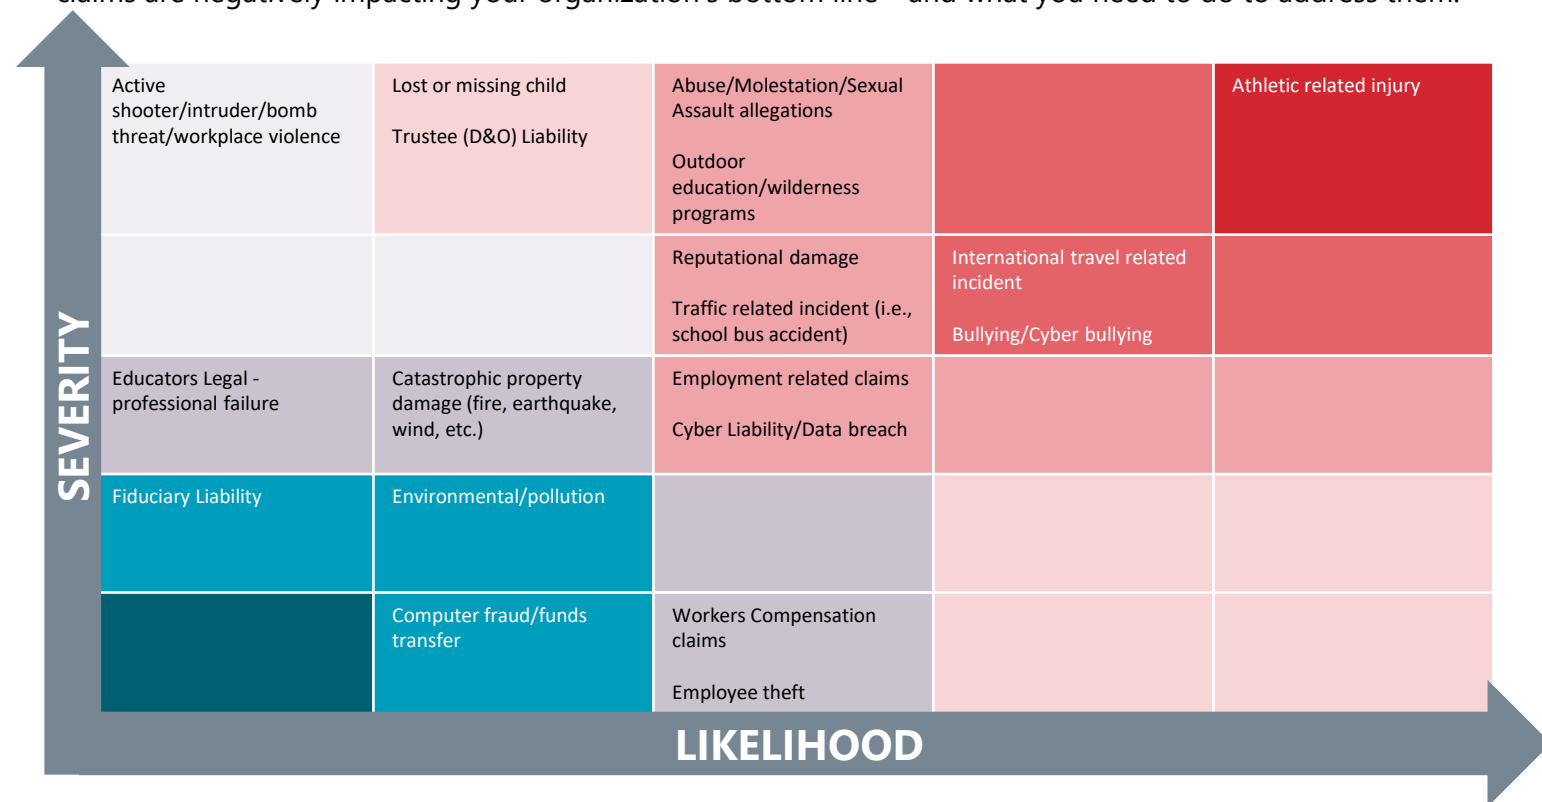 claims are negatively impacting your organization's bottom line – and what you need to do to address them.
Active
shooter/intruder/bomb
threat/workplace violence
Lost or missing child
Trustee (D&O) Liability
Abuse/Molestation/Sexual
Assault allegations
Outdoor
education/wilderness
programs
Athletic related injury
Reputational damage
Traffic related incident (i.e.,
school bus accident)
International travel related
incident
Bullying/Cyber bullying
SEVERITY
Educators Legal -
professional failure
Catastrophic property
damage (fire, earthquake,
wind, etc.)
Employment related claims
Cyber Liability/Data breach
Fiduciary Liability
Environmental/pollution
Computer fraud/funds
transfer
Workers Compensation
claims
Employee theft
LIKELIHOOD